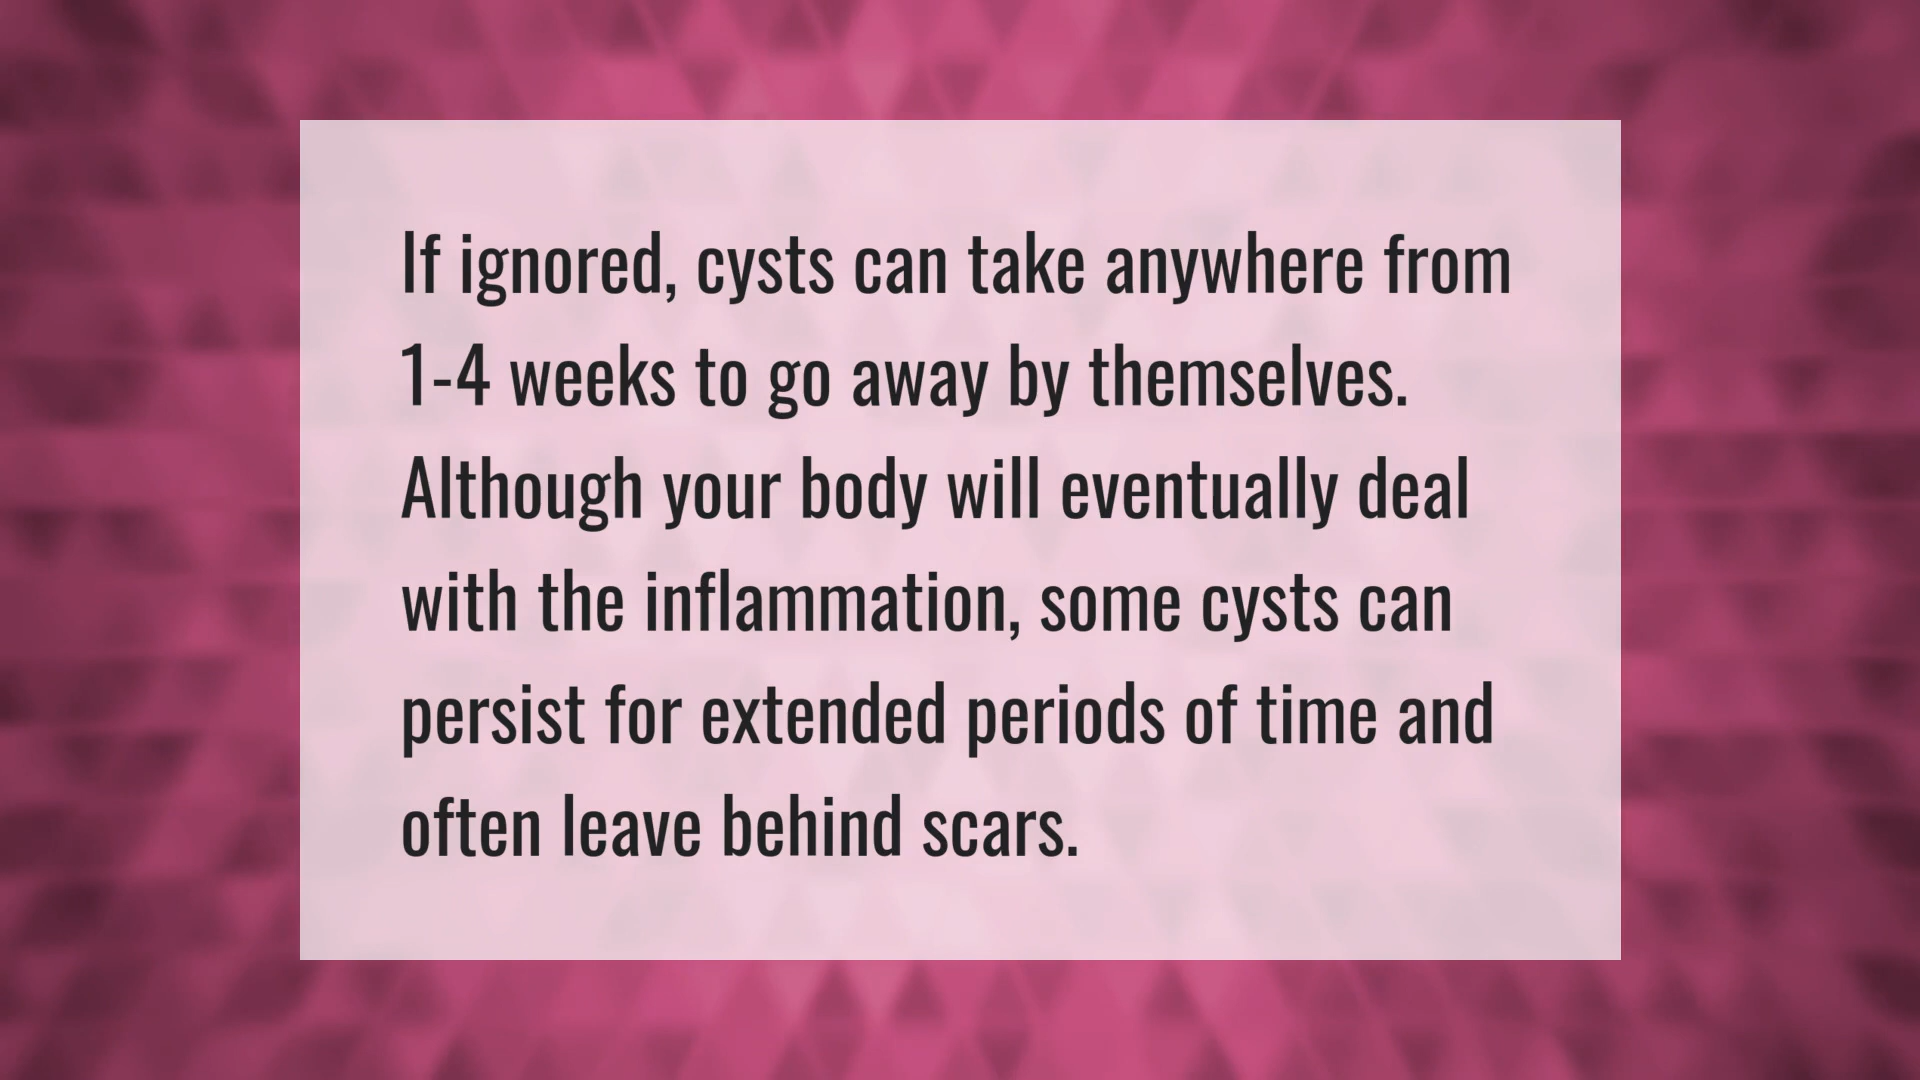 If ignored, cysts can take anywhere from
1-4 weeks to go away by themselves.
Although your body will eventually deal
with the inflammation, some cysts can
persist for extended periods of time and
often leave behind scars.